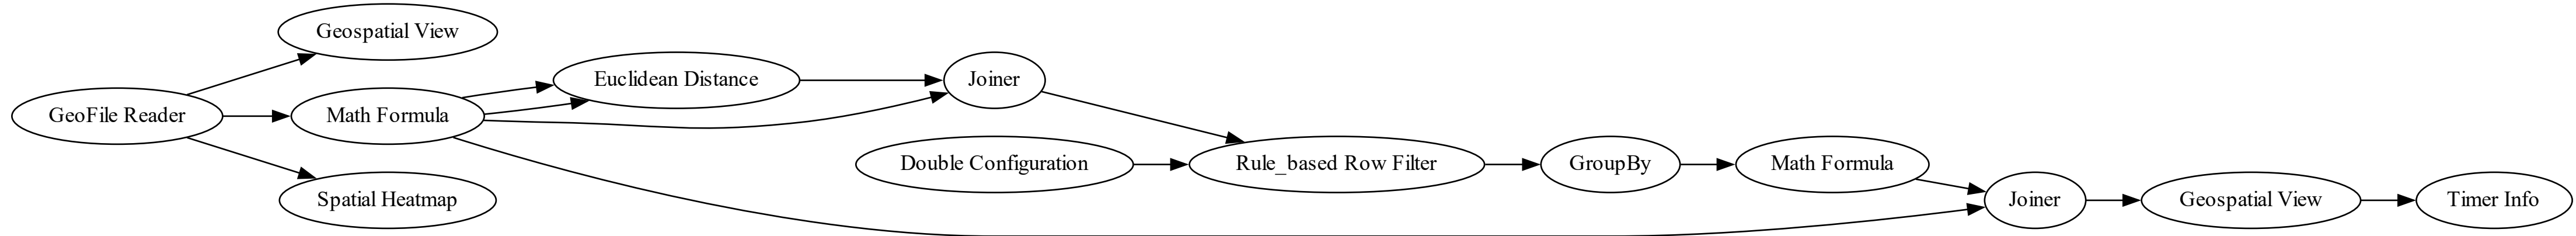 Geospatial View
GeoFile Reader
Math Formula
Spatial Heatmap
Euclidean Distance
Joiner
Double Configuration
Rule_based Row Filter
GroupBy
Math Formula
Joiner
Geospatial View
Timer Info